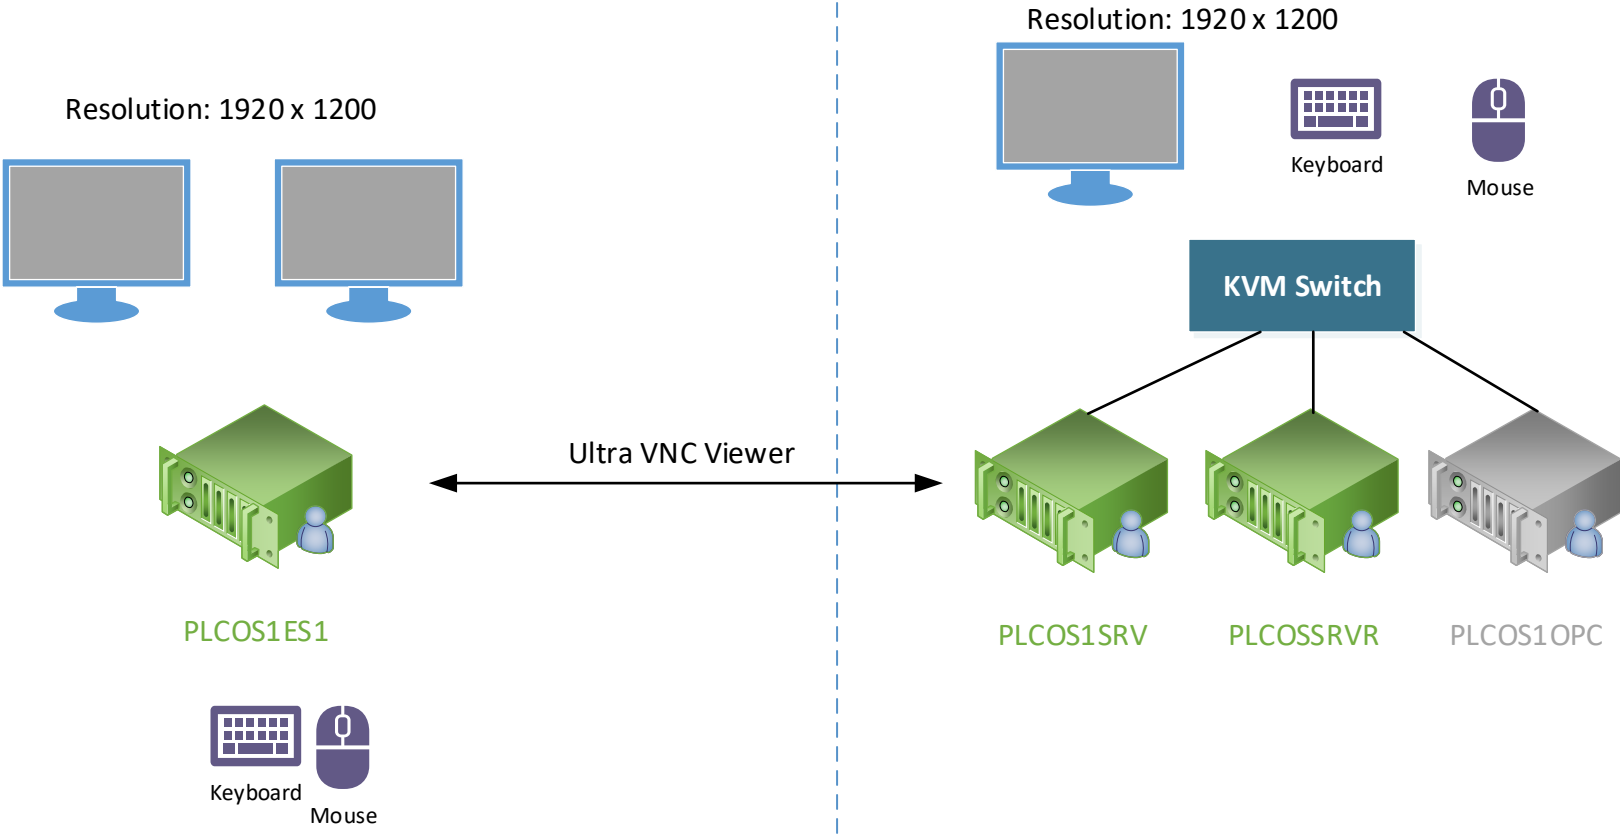 Resolution: 1920 x 1200
Resolution: 1920 x 1200
Keyboard
Mouse
KVM Switch
Ultra VNC Viewer
PLCOS1ES1
PLCOS1SRV
PLCOSSRVR
PLCOS1OPC
Keyboard
Mouse